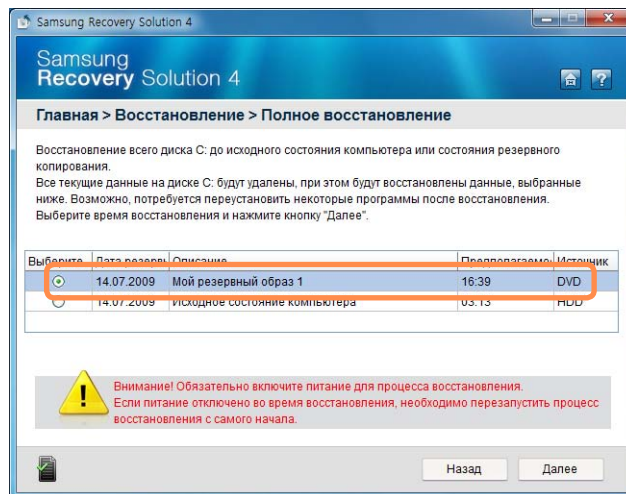 Samsung Recovery Solution 4
Samsung
Recovery Solution 4
Главная > Восстановление > Полное восстановление
Восстановление всего диска C: до исходного состояния компьютера или состояния резервного
копирования.
Все текущие данные на диске C: будут удалены, при этом будут восстановлены данные, выбранные
ниже. Возможно, потребуется переустановить некоторые программы после восстановления.
Выберите время восстановления и нажмите кнопку "Далее".
Выберите Дата резервн Описание Предполагаемо Источник
14.07.2009 Мой резервный образ 1 16:39 DVD
14.07.2009 Исходное состояние компьютера 03:13 HDD
Внимание! Обязательно включите питание для процесса восстановления.
Если питание отключено во время восстановления, необходимо перезапустить процесс
восстановления с самого начала.
Назад Далее